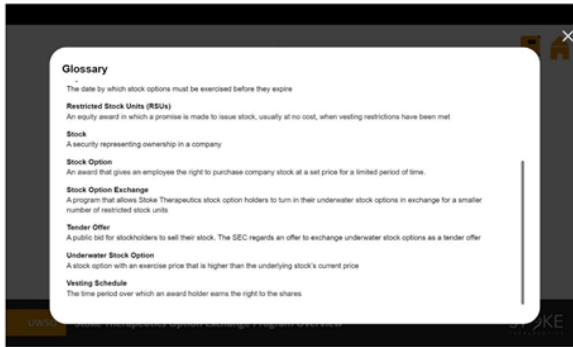 Glossary
The date by which stock options must be exercised before they expire
Restricted Stock Units (RSUs)
An equity award in which a promise is made to issue stock, usually at no cost, when vesting restrictions have been met
Stock
A security representing ownership in a company
Stock Option
An award that gives an employee the right to purchase company stock at a set price for a limited period of time.
Stock Option Exchange
A program that allows Stoke Therapeutics stock option holders to turn in their underwater stock options in exchange for a smaller
number of restricted stock units
Tender Offer
A public bid for stockholders to sell their stock. The SEC regards an offer to exchange underwater stock options as a tender offer
Underwater Stock Option
A stock option with an exercise price that is higher than the underlying stock's current price
Vesting Schedule
The time period over which an award holder earns the right to the shares
UWSO Stoke Therapeutics Option Exchange Program Overview
STOKE
THERAPEUTICS